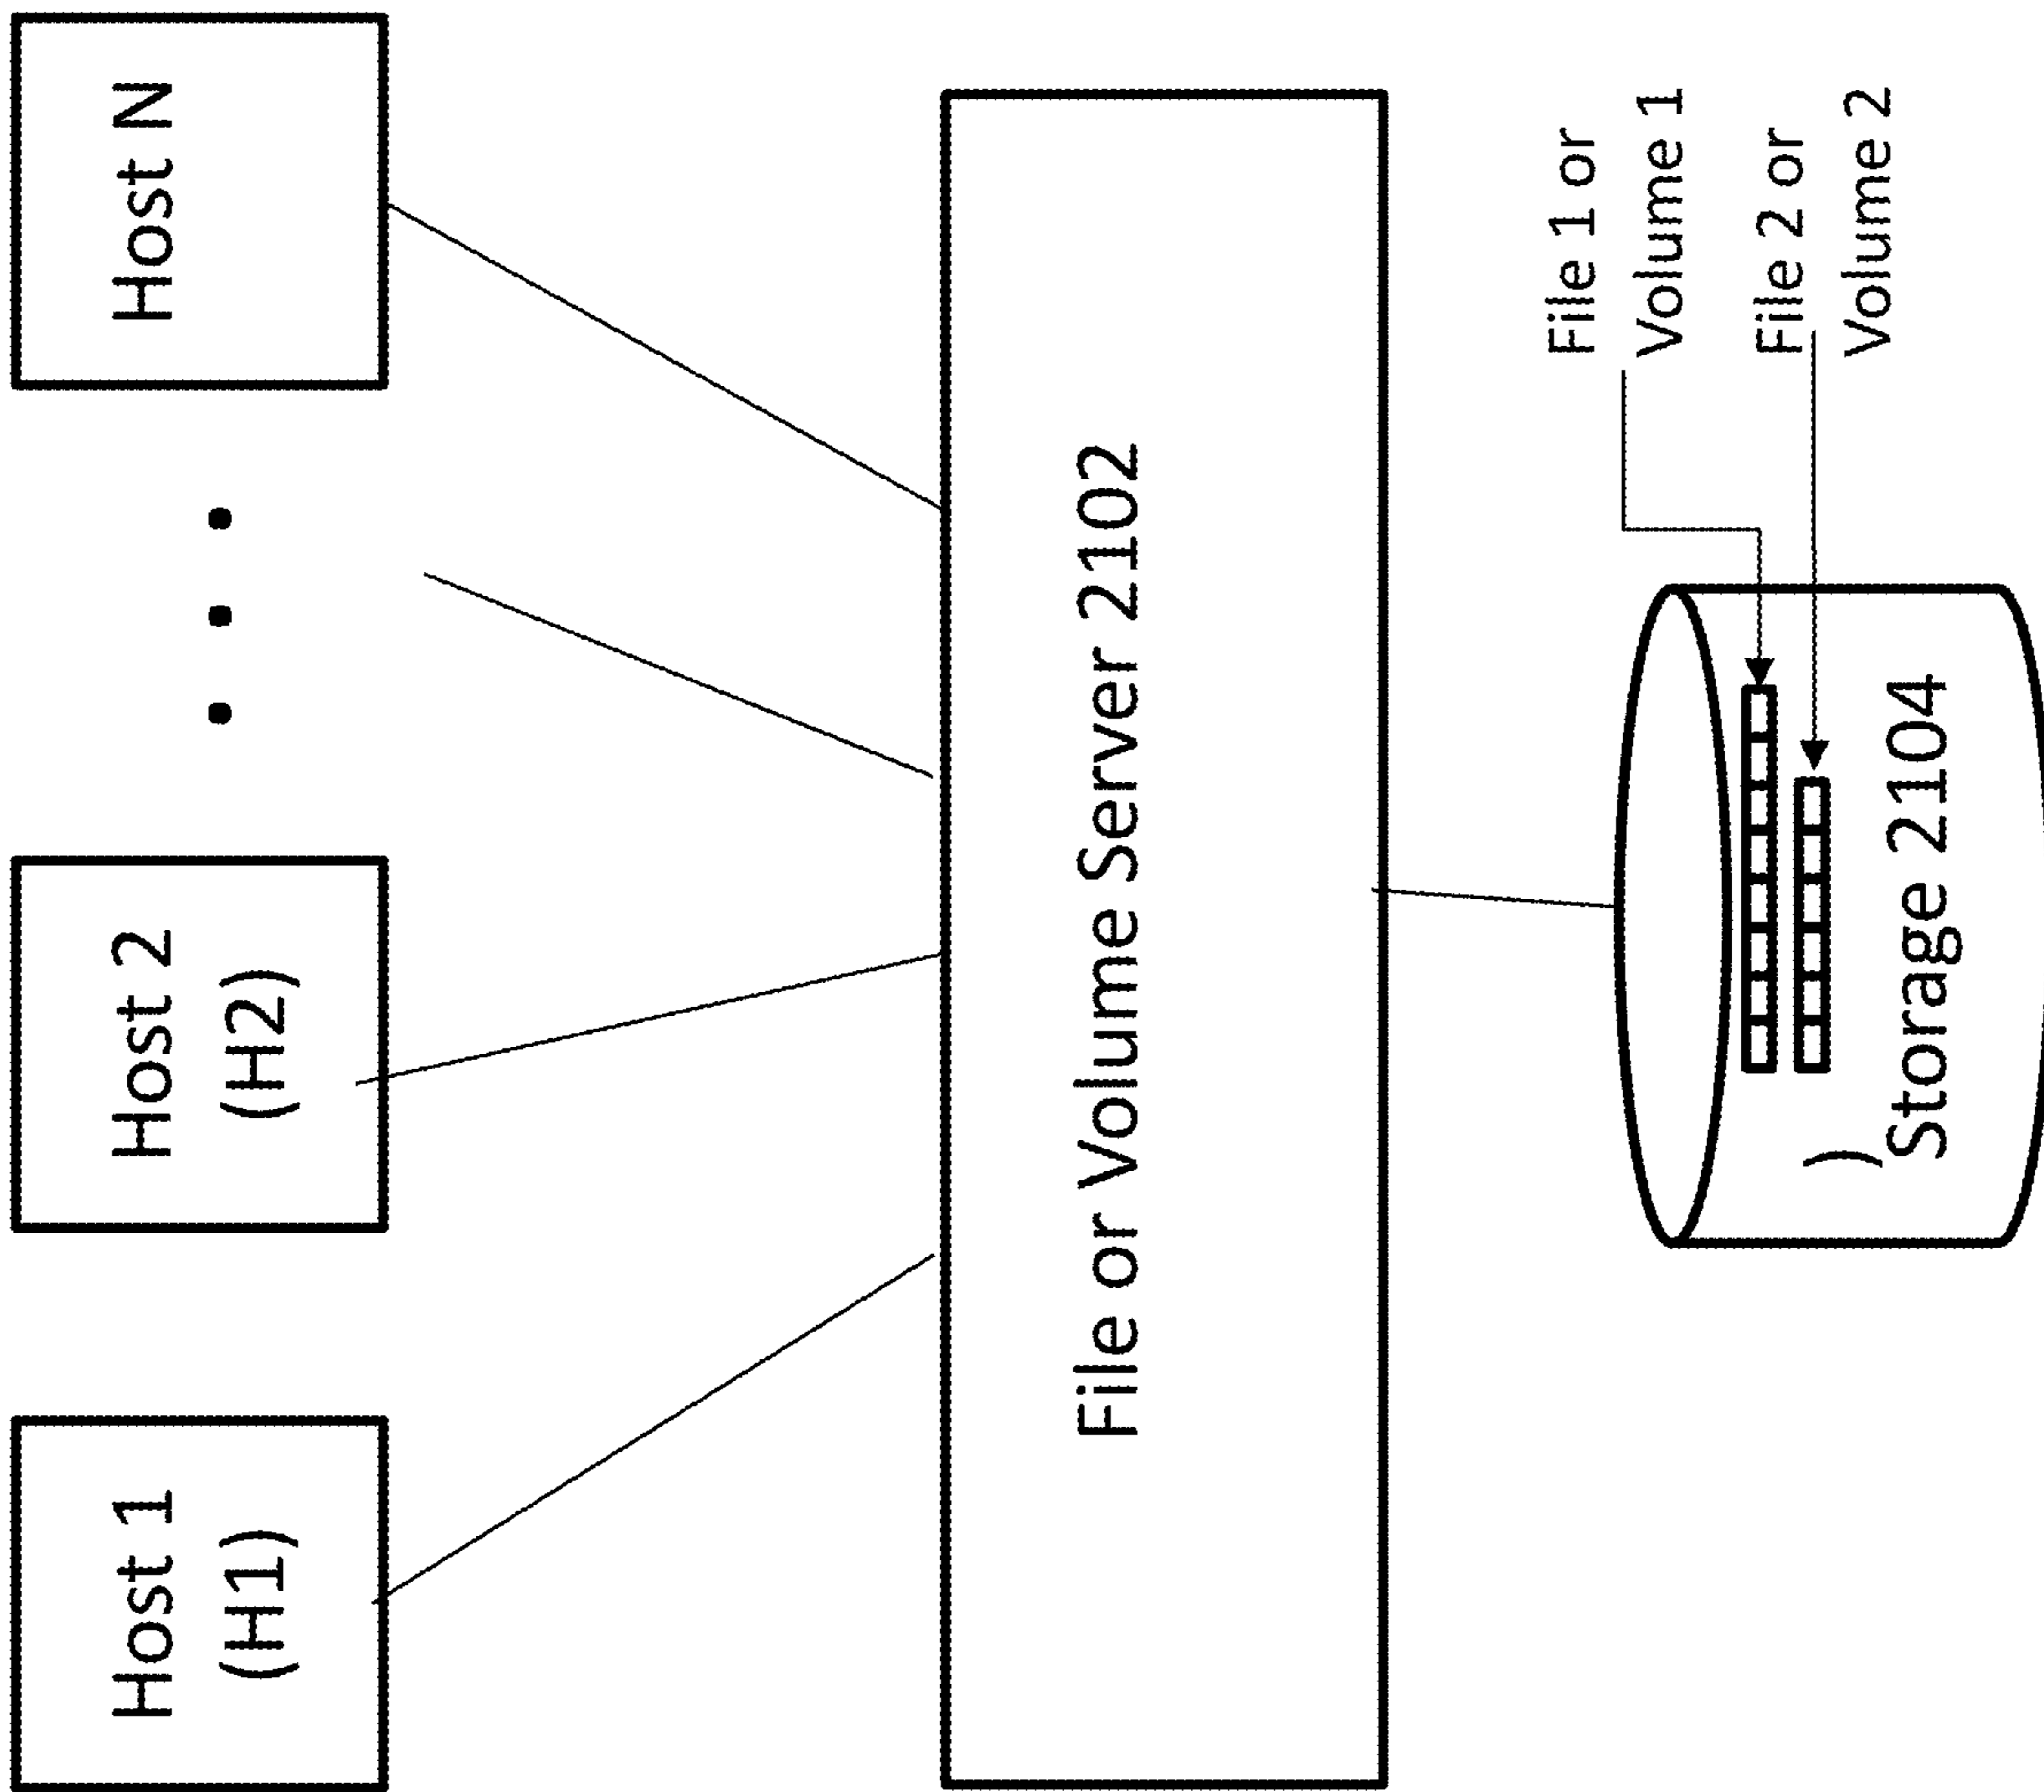 Host 1
(H1)
Host 2
(H2)
Host N
File or Volume Server 2102
File 1 or
Volume 1
File 2 or
Volume 2
)
Storage 2104